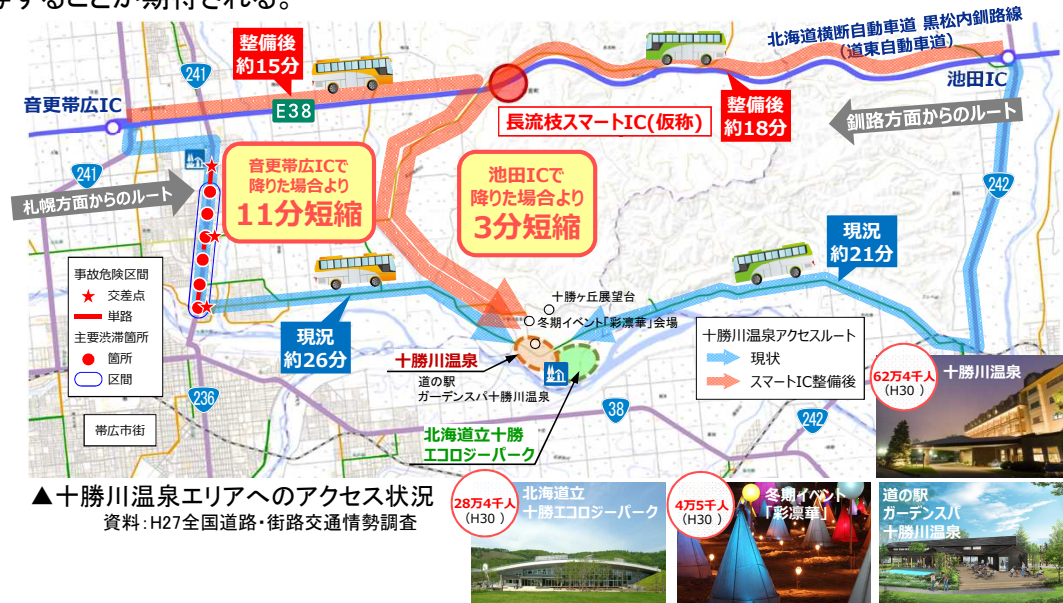 することが期待される。
北海道横断自動車道 黒松内釧路線
(道東自動車道)
整備後
約15分
241
音更帯広IC
E38
池田IC
長流枝スマートIC(仮称)
整備後
約18分
釧路方面からのルート
241
札幌方面からのルート
音更帯広ICで
降りた場合より
11分短縮
池田ICで
降りた場合より
3分短縮
242
現況
約21分
事故危険区間
交差点
単路
主要渋滞箇所
箇所
区間
現況
約26分
十勝ヶ丘展望台
冬期イベント「彩凛華」会場
十勝川温泉
道の駅
ガーデンスパ十勝川温泉
十勝川温泉アクセスルート
現状
スマートIC整備後
236
帯広市街
38
242
北海道立十勝
エコロジーパーク
62万4千人
(H30)
十勝川温泉
▲十勝川温泉エリアへのアクセス状況
資料:H27全国道路・街路交通情勢調査
28万4千人
(H30 )
北海道立
十勝エコロジーパーク
4万5千人
(H30 )
冬期イベント
「彩凛華」
道の駅
ガーデンスパ
十勝川温泉